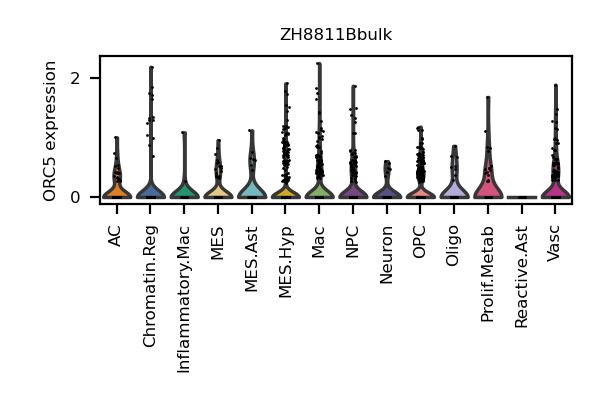 ZH8811Bbulk
ORC5 expression
2
0
AC
Chromatin.Reg
Inflammatory.Mac
MES
MES.Ast
MES.Hyp
Mac
NPC
Neuron
OPC
Oligo
Prolif.Metab
Reactive.Ast
Vasc